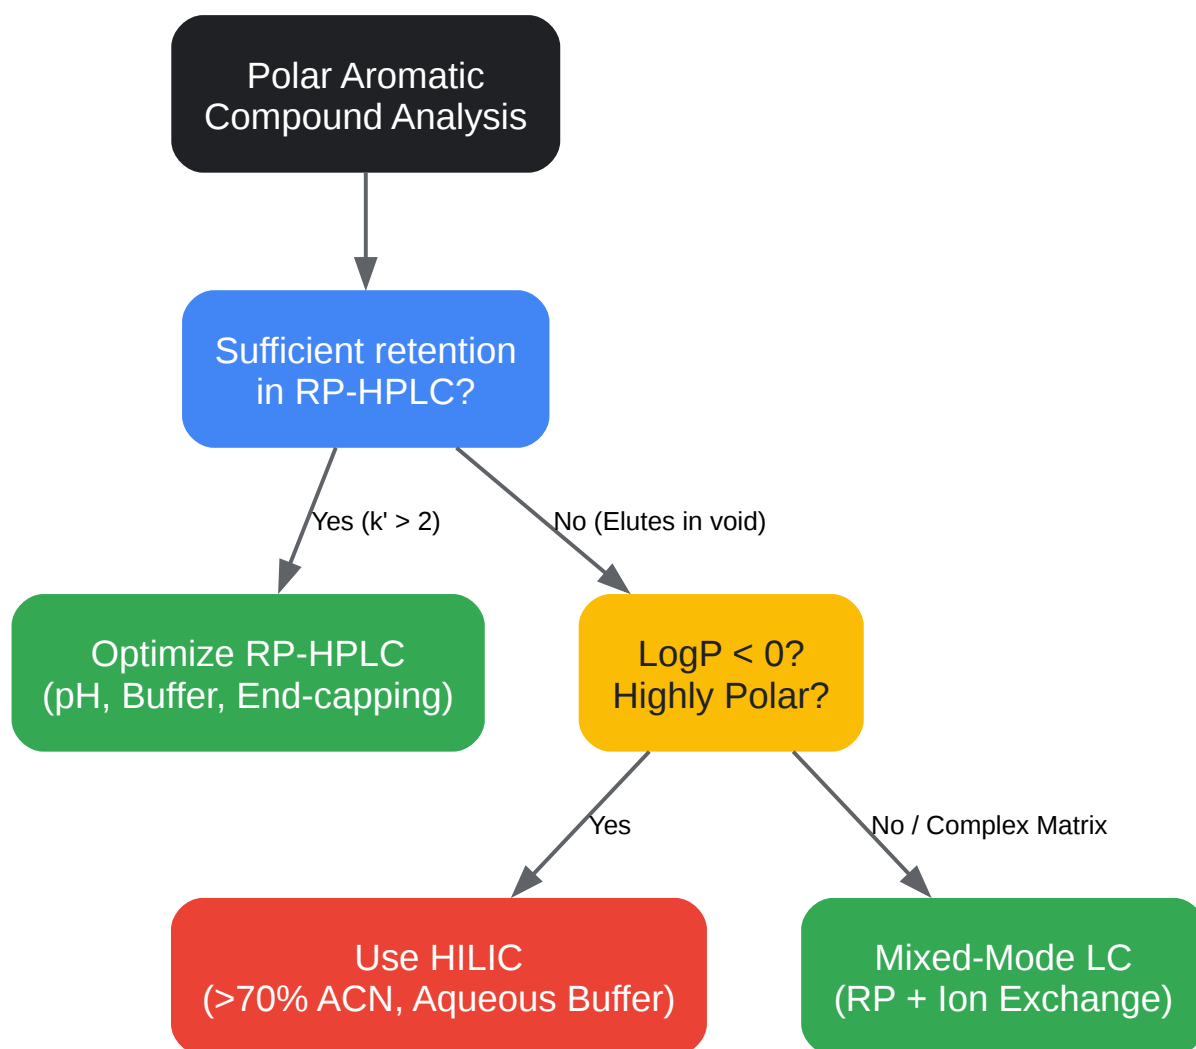 Polar Aromatic
Compound Analysis
Sufficient retention
in RP-HPLC?
Yes (k' > 2)
No (Elutes in void)
Optimize RP-HPLC
(pH, Buffer, End-capping)
LogP < 0?
Highly Polar?
Yes
No / Complex Matrix
Use HILIC
(>70% ACN, Aqueous Buffer)
Mixed-Mode LC
(RP + Ion Exchange)